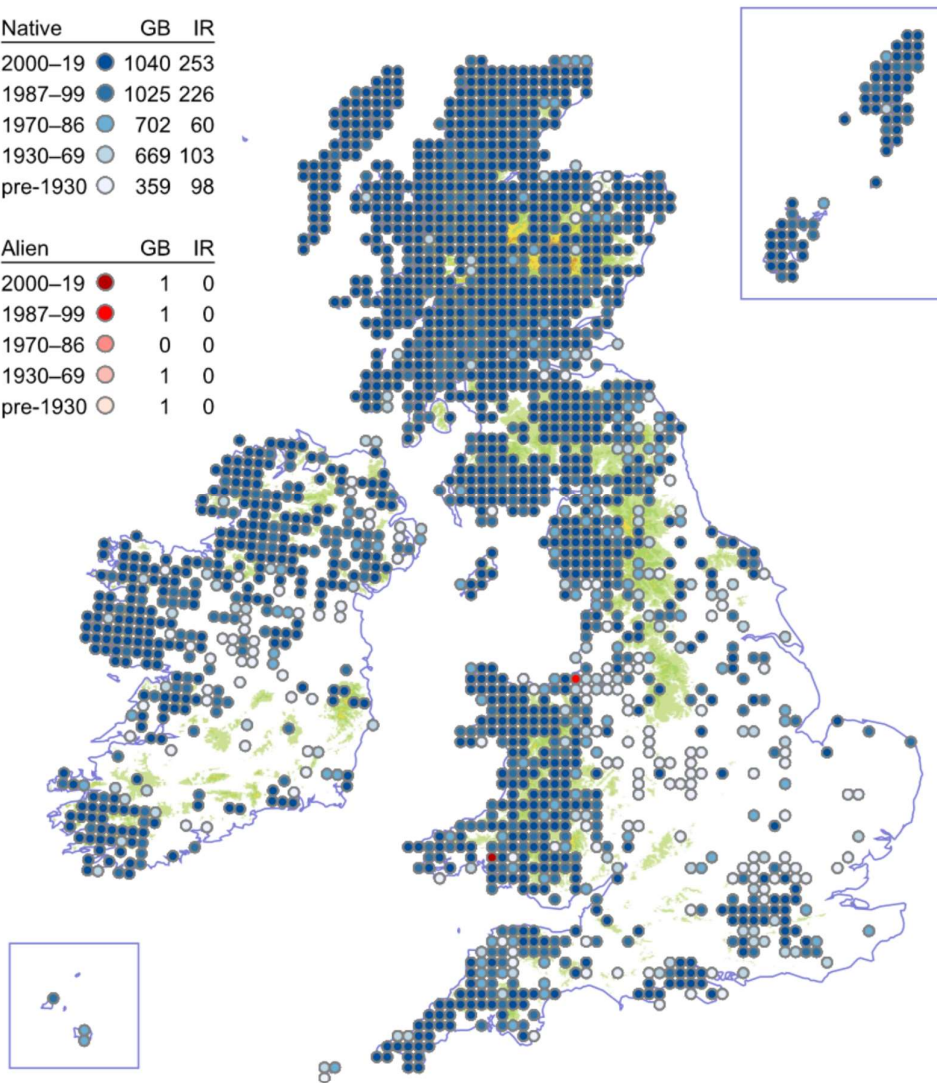 Native GB IR
2000–19 1040 253
1987–99 1025 226
1970–86 702 60
1930–69 669 103
pre-1930 359 98
Alien GB IR
2000–19 1 0
1987–99 1 0
1970–86 0 0
1930–69 1 0
pre-1930 1 0